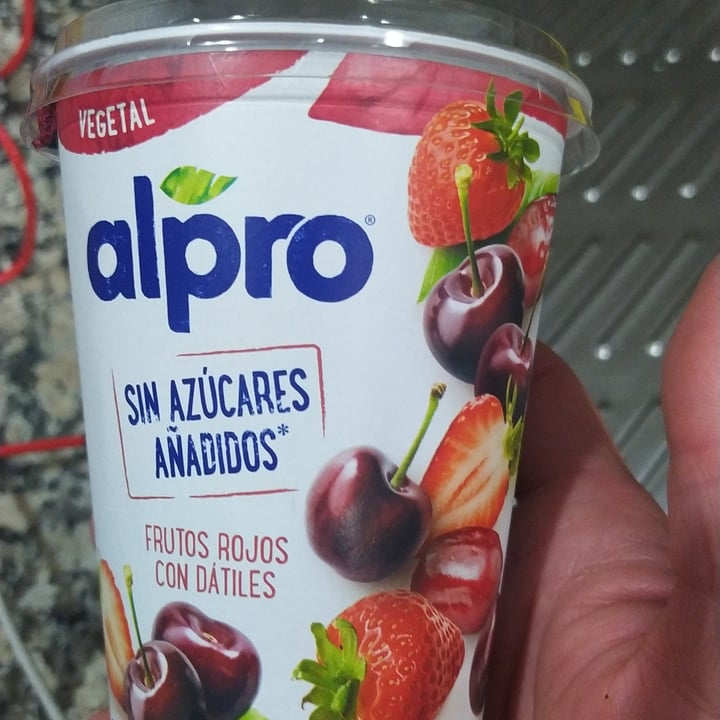 VEGETAL
alpro®
SIN AZÚCARES
AÑADIDOS*
FRUTOS ROJOS
CON DÁTILES